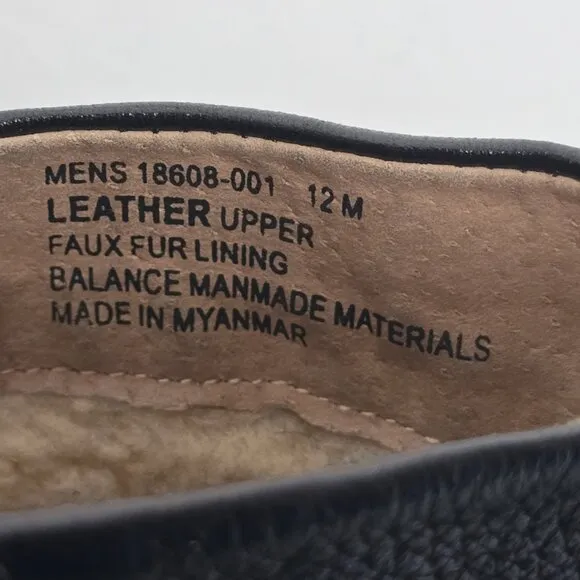 MENS 18608-001 12 M
LEATHER UPPER
FAUX FUR LINING
BALANCE MANMADE MATERIALS
MADE IN MYANMAR